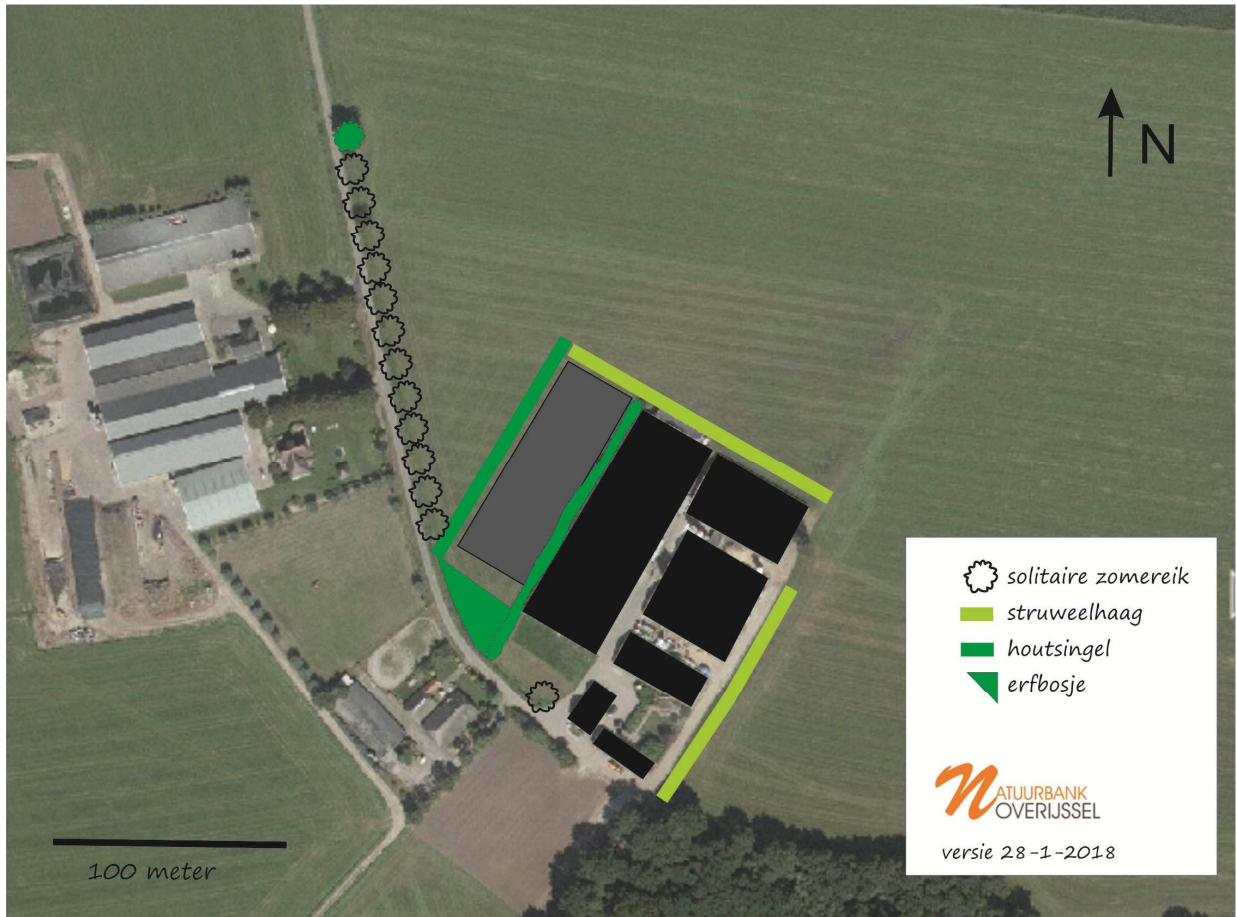 N
solitaire zomereik
struweelhaag
houtsingel
erfbosje
NATUURBANK
OVERIJSSEL
versie 28-1-2018
100 meter